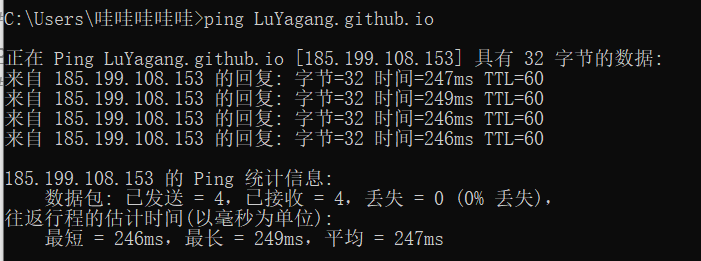 C:\Users\哇哇哇哇哇>ping LuYagang.github.io
正在 Ping LuYagang.github.io [185.199.108.153] 具有 32 字节的数据:
来自 185.199.108.153 的回复: 字节=32 时间=247ms TTL=60
来自 185.199.108.153 的回复: 字节=32 时间=249ms TTL=60
来自 185.199.108.153 的回复: 字节=32 时间=246ms TTL=60
来自 185.199.108.153 的回复: 字节=32 时间=246ms TTL=60
185.199.108.153 的 Ping 统计信息:
数据包: 已发送 = 4，已接收 = 4，丢失 = 0 (0% 丢失)，
往返行程的估计时间(以毫秒为单位):
最短 = 246ms，最长 = 249ms，平均 = 247ms